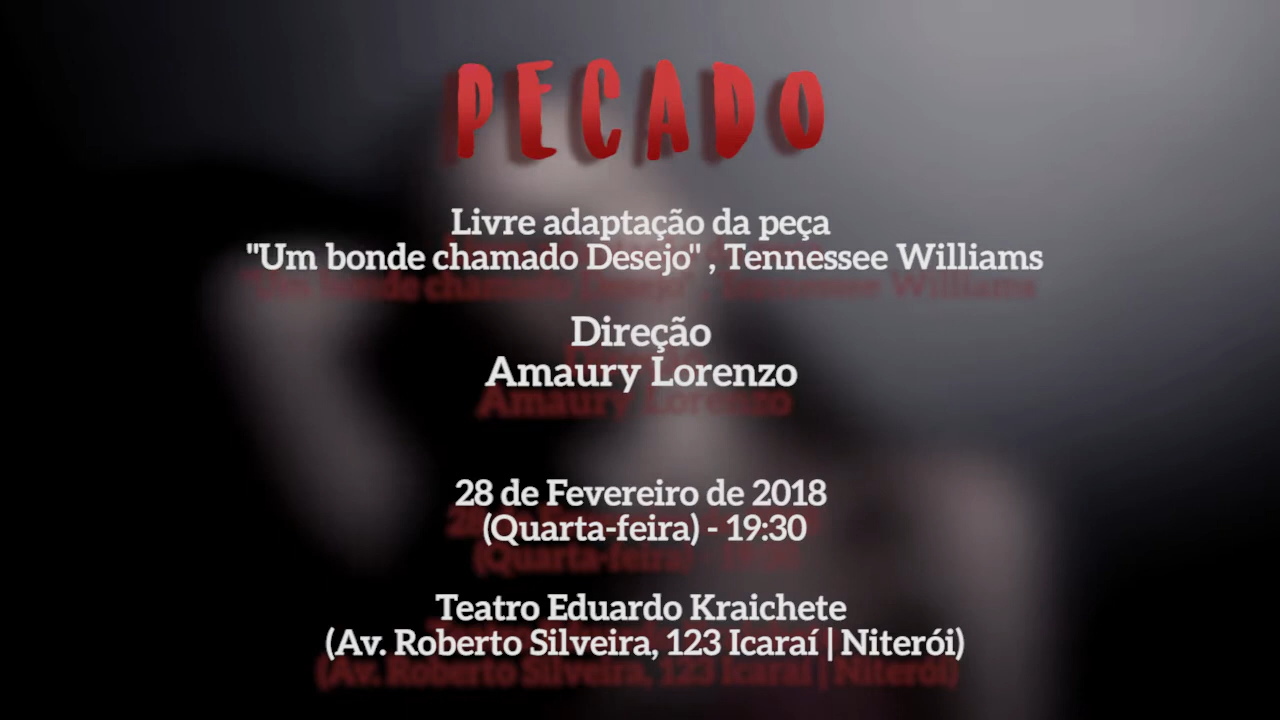 PECADO
Livre adaptação da peça
"Um bonde chamado Desejo" , Tennessee Williams
Direção
Amaury Lorenzo
28 de Fevereiro de 2018
(Quarta-feira) - 19:30
Teatro Eduardo Kraichete
(Av. Roberto Silveira, 123 Icaraí | Niterói)